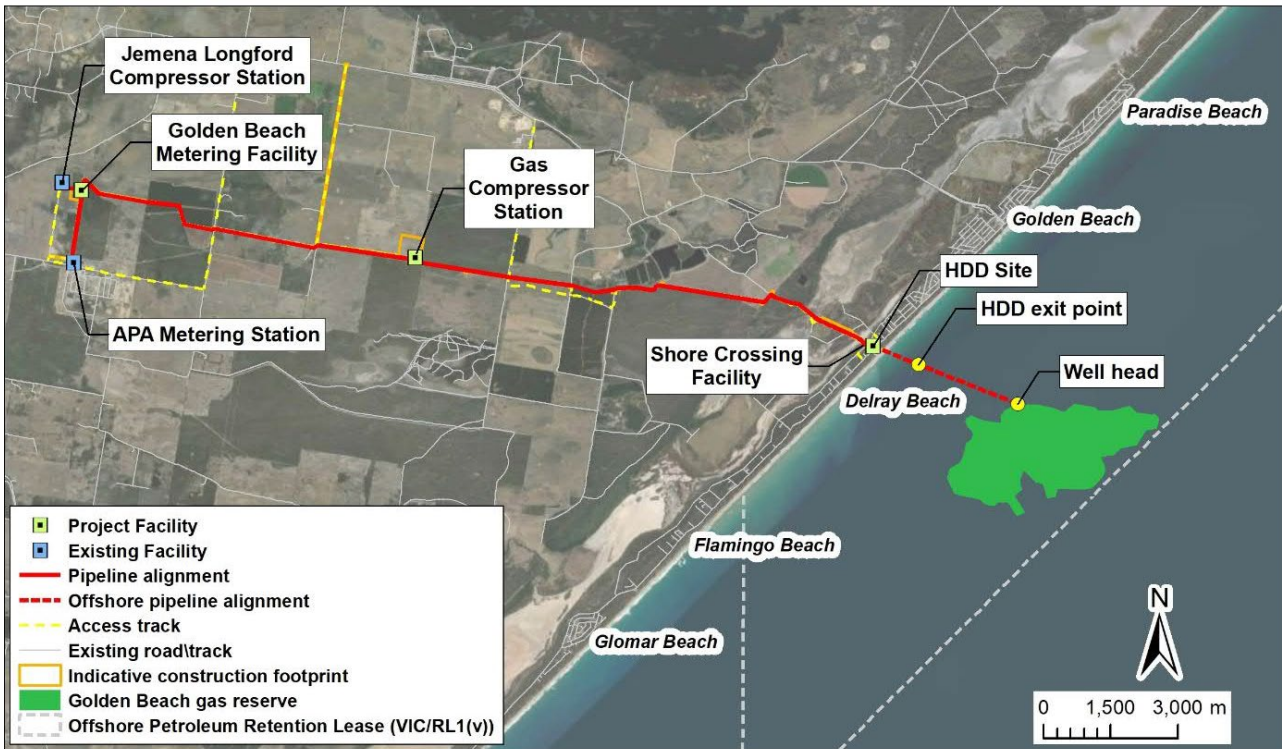 Jemena Longford
Compressor Station
Golden Beach
Metering Facility
Gas
Compressor
Station
Paradise Beach
Golden Beach
HDD Site
HDD exit point
APA Metering Station
Shore Crossing
Facility
Well head
Delray Beach
Flamingo Beach
Glomar Beach
Project Facility
Existing Facility
Pipeline alignment
Offshore pipeline alignment
Access track
Existing road\track
Indicative construction footprint
Golden Beach gas reserve
Offshore Petroleum Retention Lease (VIC/RL1(v))
N
0 1,500 3,000 m